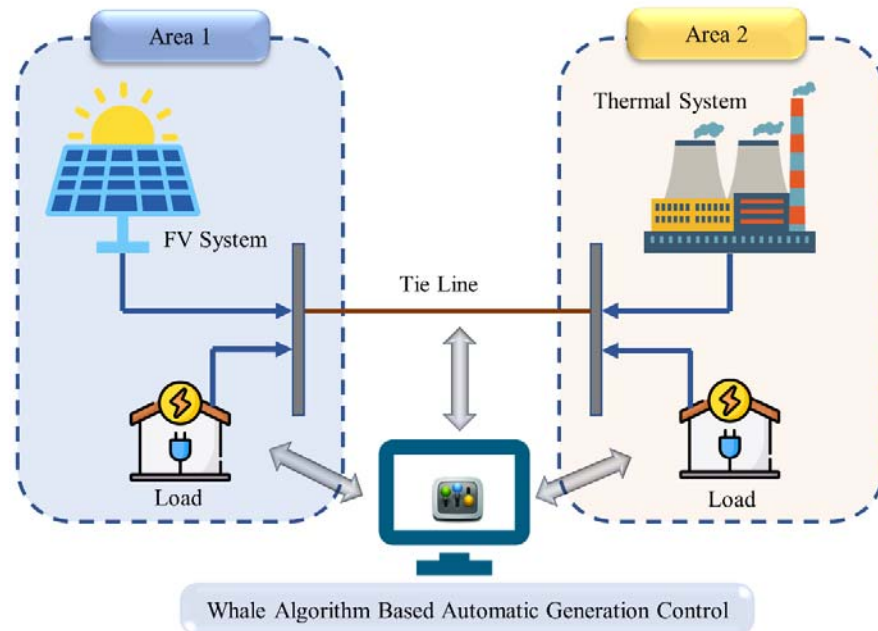 Area 1
Area 2
Thermal System
FV System
Tie Line
Load
Load
Whale Algorithm Based Automatic Generation Control